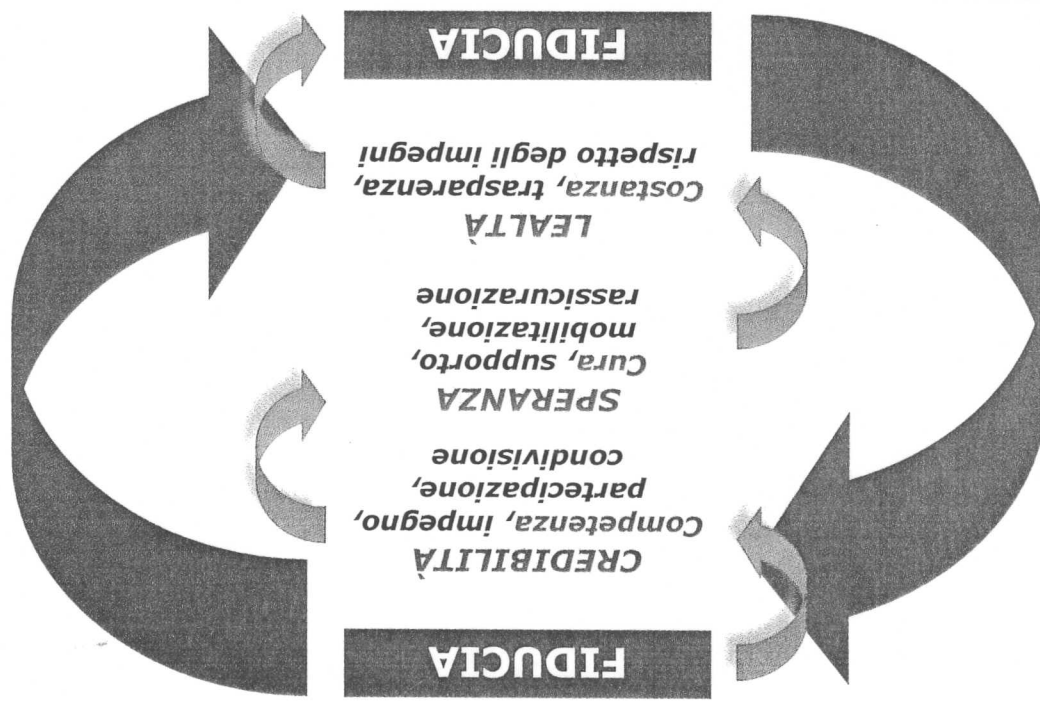 FIDUCIA
CREDIBILITÀ
Competenza, impegno,
partecipazione,
condivisione
SPERANZA
Cura, supporto,
mobilitazione,
rassicurazione
LEALTÀ
Costanza, trasparenza,
rispetto degli impegni
FIDUCIA